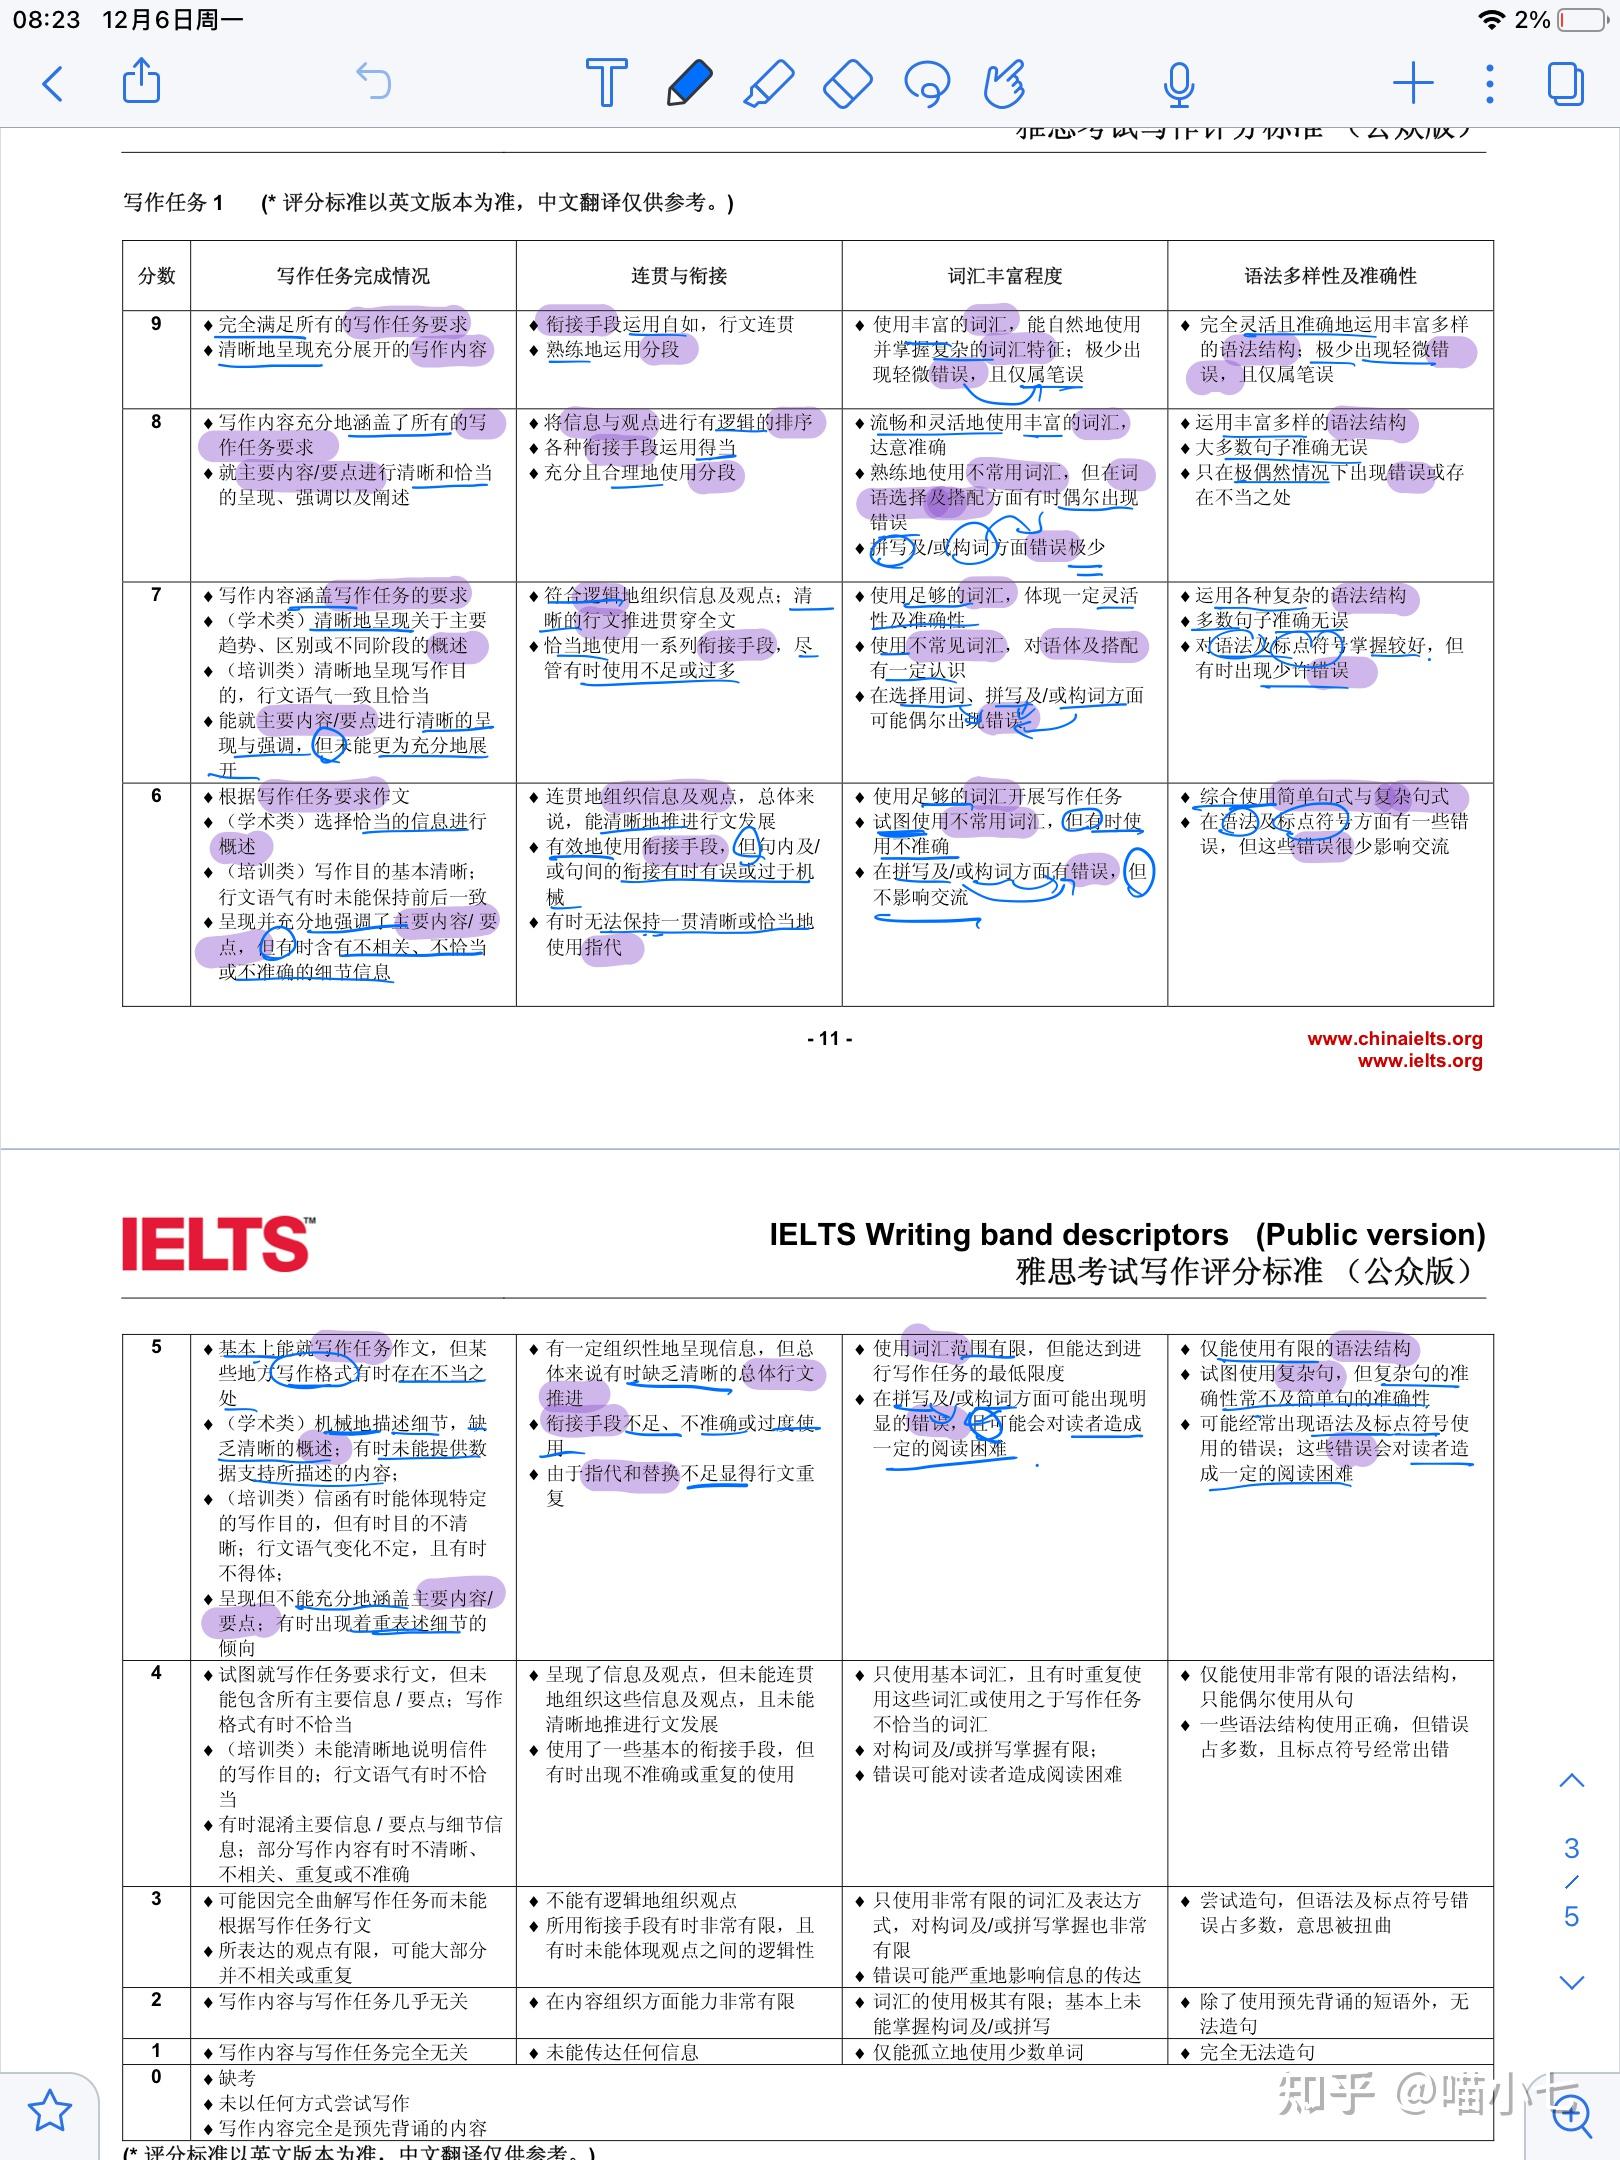 08:23 12月6日周一 2%
雅思考试写作评分标准 （公众版）
写作任务 1 (* 评分标准以英文版本为准，中文翻译仅供参考。)
分数 写作任务完成情况 连贯与衔接 词汇丰富程度 语法多样性及准确性
9
♦ 完全满足所有的写作任务要求
♦ 清晰地呈现充分展开的写作内容
♦ 衔接手段运用自如，行文连贯
♦ 熟练地运用分段
♦ 使用丰富的词汇，能自然地使用
并掌握复杂的词汇特征；极少出
现轻微错误，且仅属笔误
♦ 完全灵活且准确地运用丰富多样
的语法结构；极少出现轻微错
误，且仅属笔误
8
♦ 写作内容充分地涵盖了所有的写
作任务要求
♦ 就主要内容/要点进行清晰和恰当
的呈现、强调以及阐述
♦ 将信息与观点进行有逻辑的排序
♦ 各种衔接手段运用得当
♦ 充分且合理地使用分段
♦ 流畅和灵活地使用丰富的词汇，
达意准确
♦ 熟练地使用不常用词汇，但在词
语选择及搭配方面有时偶尔出现
错误
♦ 拼写及/或构词方面错误极少
♦ 运用丰富多样的语法结构
♦ 大多数句子准确无误
♦ 只在极偶然情况下出现错误或存
在不当之处
7
♦ 写作内容涵盖写作任务的要求
♦ （学术类）清晰地呈现关于主要
趋势、区别或不同阶段的概述
♦ （培训类）清晰地呈现写作目
的，行文语气一致且恰当
♦ 能就主要内容/要点进行清晰的呈
现与强调，但未能更为充分地展
开
♦ 符合逻辑地组织信息及观点；清
晰的行文推进贯穿全文
♦ 恰当地使用一系列衔接手段，尽
管有时使用不足或过多
♦ 使用足够的词汇，体现一定灵活
性及准确性
♦ 使用不常见词汇，对语体及搭配
有一定认识
♦ 在选择用词、拼写及/或构词方面
可能偶尔出现错误
♦ 运用各种复杂的语法结构
♦ 多数句子准确无误
♦ 对语法及标点符号掌握较好，但
有时出现少许错误
6
♦ 根据写作任务要求作文
♦ （学术类）选择恰当的信息进行
概述
♦ （培训类）写作目的基本清晰；
行文语气有时未能保持前后一致
♦ 呈现并充分地强调了主要内容/ 要
点，但有时含有不相关、不恰当
或不准确的细节信息
♦ 连贯地组织信息及观点，总体来
说，能清晰地推进行文发展
♦ 有效地使用衔接手段，但句内及/
或句间的衔接有时有误或过于机
械
♦ 有时无法保持一贯清晰或恰当地
使用指代
♦ 使用足够的词汇开展写作任务
♦ 试图使用不常用词汇，但有时使
用不准确
♦ 在拼写及/或构词方面有错误，但
不影响交流
♦ 综合使用简单句式与复杂句式
♦ 在语法及标点符号方面有一些错
误，但这些错误很少影响交流
- 11 -
www.chinaielts.org
www.ielts.org
IELTS™
IELTS Writing band descriptors (Public version)
雅思考试写作评分标准 （公众版）
5
♦ 基本上能就写作任务作文，但某
些地方写作格式有时存在不当之
处
♦ （学术类）机械地描述细节，缺
乏清晰的概述；有时未能提供数
据支持所描述的内容；
♦ （培训类）信函有时能体现特定
的写作目的，但有时目的不清
晰；行文语气变化不定，且有时
不得体；
♦ 呈现但不能充分地涵盖主要内容/
要点；有时出现着重表述细节的
倾向
♦ 有一定组织性地呈现信息，但总
体来说有时缺乏清晰的总体行文
推进
♦ 衔接手段不足、不准确或过度使
用
♦ 由于指代和替换不足显得行文重
复
♦ 使用词汇范围有限，但能达到进
行写作任务的最低限度
♦ 在拼写及/或构词方面可能出现明
显的错误，且可能会对读者造成
一定的阅读困难
♦ 仅能使用有限的语法结构
♦ 试图使用复杂句，但复杂句的准
确性常不及简单句的准确性
♦ 可能经常出现语法及标点符号使
用的错误；这些错误会对读者造
成一定的阅读困难
4
♦ 试图就写作任务要求行文，但未
能包含所有主要信息 / 要点；写作
格式有时不恰当
♦ （培训类）未能清晰地说明信件
的写作目的；行文语气有时不恰
当
♦ 有时混淆主要信息 / 要点与细节信
息；部分写作内容有时不清晰、
不相关、重复或不准确
♦ 呈现了信息及观点，但未能连贯
地组织这些信息及观点，且未能
清晰地推进行文发展
♦ 使用了一些基本的衔接手段，但
有时出现不准确或重复的使用
♦ 只使用基本词汇，且有时重复使
用这些词汇或使用之于写作任务
不恰当的词汇
♦ 对构词及/或拼写掌握有限；
♦ 错误可能对读者造成阅读困难
♦ 仅能使用非常有限的语法结构，
只能偶尔使用从句
♦ 一些语法结构使用正确，但错误
占多数，且标点符号经常出错
3
♦ 可能因完全曲解写作任务而未能
根据写作任务行文
♦ 所表达的观点有限，可能大部分
并不相关或重复
♦ 不能有逻辑地组织观点
♦ 所用衔接手段有时非常有限，且
有时未能体现观点之间的逻辑性
♦ 只使用非常有限的词汇及表达方
式，对构词及/或拼写掌握也非常
有限
♦ 错误可能严重地影响信息的传达
♦ 尝试造句，但语法及标点符号错
误占多数，意思被扭曲
2
♦ 写作内容与写作任务几乎无关
♦ 在内容组织方面能力非常有限
♦ 词汇的使用极其有限；基本上未
能掌握构词及/或拼写
♦ 除了使用预先背诵的短语外，无
法造句
1
♦ 写作内容与写作任务完全无关
♦ 未能传达任何信息
♦ 仅能孤立地使用少数单词
♦ 完全无法造句
0
♦ 缺考
♦ 未以任何方式尝试写作
♦ 写作内容完全是预先背诵的内容
(* 评分标准以英文版本为准，中文翻译仅供参考。)
3
/
5
知乎 @喵小七